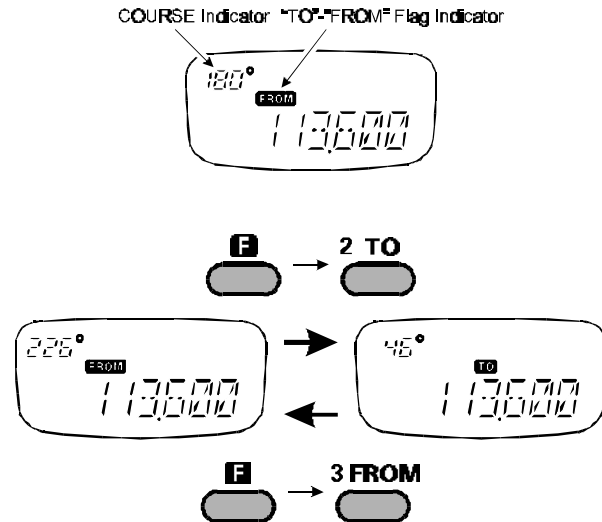 COURSE Indicator "TO"-"FROM" Flag Indicator
180°
FROM
113.600
F → 2 TO
226° 46°
FROM TO
113.600 113.600
F → 3 FROM